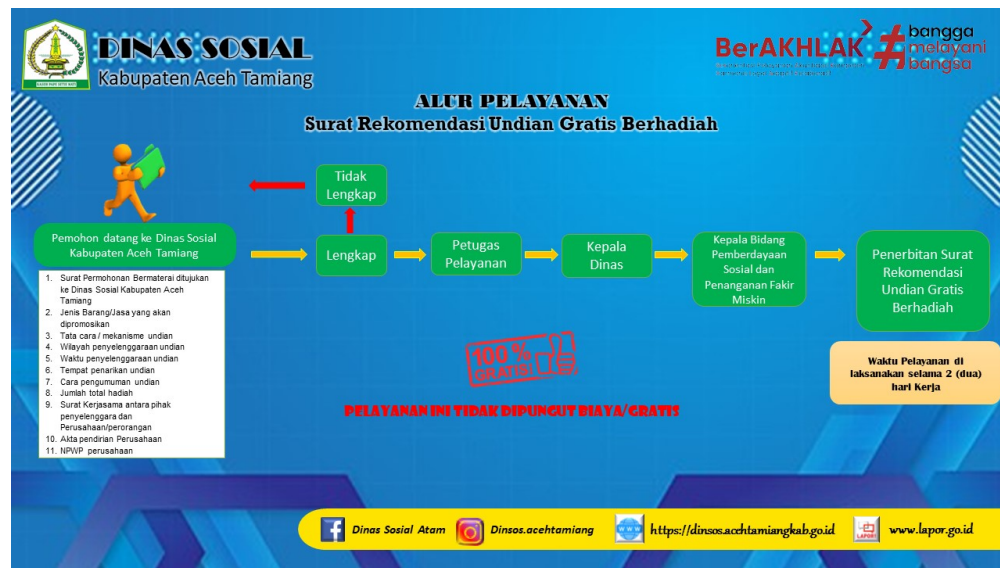 DINAS SOSIAL
Kabupaten Aceh Tamiang
BerAKHLAK
#bangga
melayani
bangsa
ALUR PELAYANAN
Surat Rekomendasi Undian Gratis Berhadiah
Tidak
Lengkap
Pemohon datang ke Dinas Sosial
Kabupaten Aceh Tamiang
Lengkap
Petugas
Pelayanan
Kepala
Dinas
Kepala Bidang
Pemberdayaan
Sosial dan
Penanganan Fakir
Miskin
Penerbitan Surat
Rekomendasi
Undian Gratis
Berhadiah
1. Surat Permohonan Bermaterai ditujukan
ke Dinas Sosial Kabupaten Aceh
Tamiang
2. Jenis Barang/Jasa yang akan
dipromosikan
3. Tata cara / mekanisme undian
4. Wilayah penyelenggaraan undian
5. Waktu penyelenggaraan undian
6. Tempat penarikan undian
7. Cara pengumuman undian
8. Jumlah total hadiah
9. Surat Kerjasama antara pihak
penyelenggara dan
Perusahaan/perorangan
10. Akta pendirian Perusahaan
11. NPWP perusahaan
100 %
GRATIS!
PELAYANAN INI TIDAK DIPUNGUT BIAYA/GRATIS
Waktu Pelayanan di
laksanakan selama 2 (dua)
hari Kerja
Dinas Sosial Atam
Dinsos.acehtamiang
https://dinsos.acehtamiangkab.go.id
LAPOR!
www.lapor.go.id